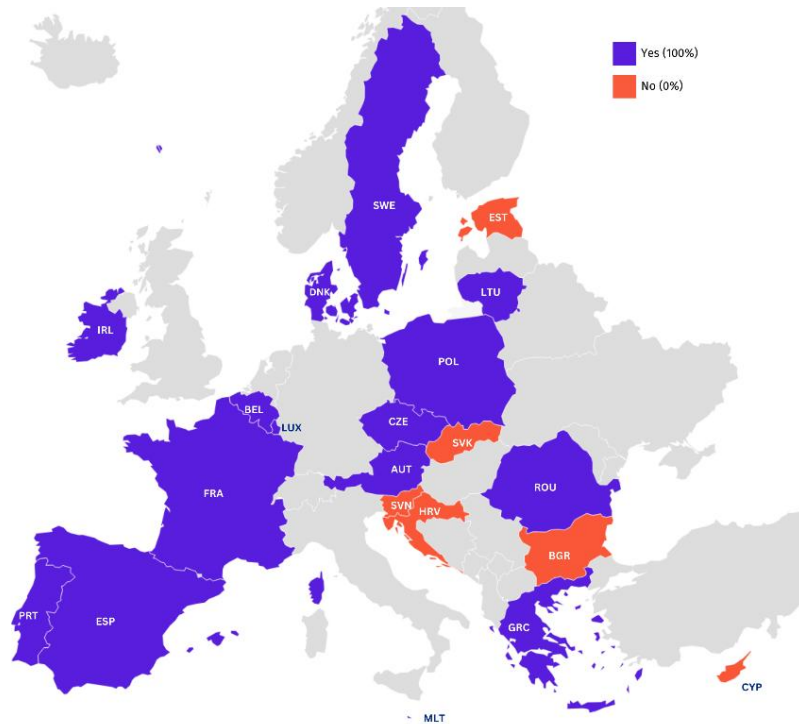 Yes (100%)
No (0%)
SWE
EST
DNK
LTU
IRL
POL
BEL
LUX
CZE
SVK
AUT
FRA
ROU
SVN
HRV
BGR
PRT
ESP
GRC
CYP
MLT